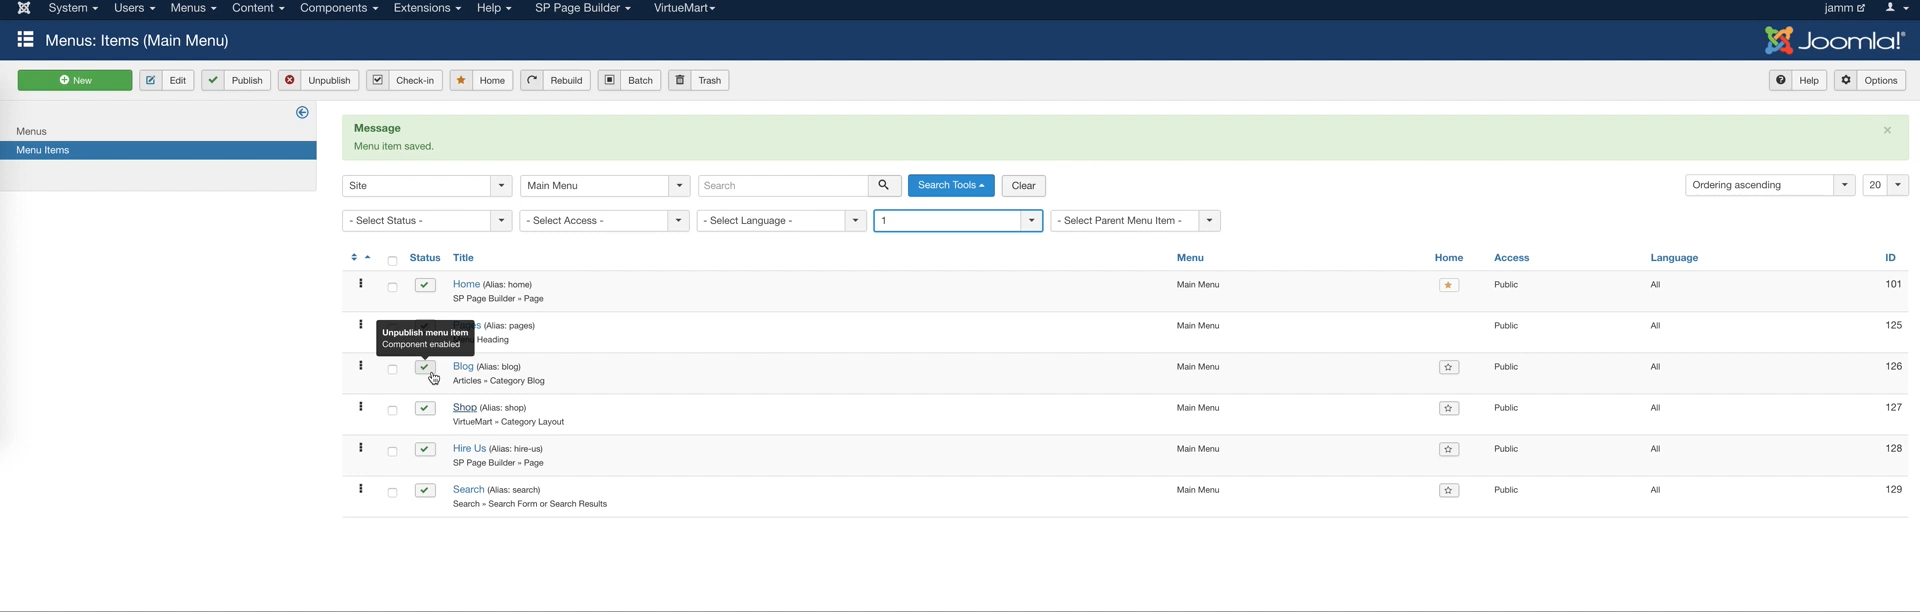 System Users Menus Content Components Extensions Help SP Page Builder VirtueMart jamm
Menus: Items (Main Menu) Joomla!
New Edit Publish Unpublish Check-in Home Rebuild Batch Trash Help Options
Menus
Menu Items
Message
Menu item saved.
Site Main Menu Search Search Tools Clear Ordering ascending 20
- Select Status - - Select Access - - Select Language - 1 - Select Parent Menu Item -
Status Title Menu Home Access Language ID
Home (Alias: home) Main Menu Public All 101
SP Page Builder » Page
(Alias: pages) Main Menu Public All 125
Heading
Unpublish menu item
Component enabled
Blog (Alias: blog) Main Menu Public All 126
Articles » Category Blog
Shop (Alias: shop) Main Menu Public All 127
VirtueMart » Category Layout
Hire Us (Alias: hire-us) Main Menu Public All 128
SP Page Builder » Page
Search (Alias: search) Main Menu Public All 129
Search » Search Form or Search Results